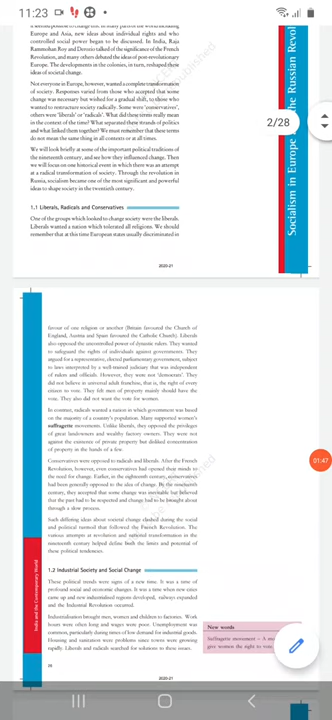 11:23
Europe and Asia, new ideas about individual rights and who
controlled social power began to be discussed. In India, Raja
Rammohan Roy and Derozio talked of the significance of the French
Revolution, and many others debated the ideas of post-revolutionary
Europe. The developments in the colonies, in turn, reshaped these
ideas of societal change.
Not everyone in Europe, however, wanted a complete transformation
of society. Responses varied from those who accepted that some
change was necessary but wished for a gradual shift, to those who
wanted to restructure society radically. Some were 'conservatives',
others were 'liberals' or 'radicals'. What did these terms really mean
in the context of the time? What separated these strands of politics
and what linked them together? We must remember that these terms
do not mean the same thing in all contexts or at all times.
We will look briefly at some of the important political traditions of
the nineteenth century, and see how they influenced change. Then
we will focus on one historical event in which there was an attempt
at a radical transformation of society. Through the revolution in
Russia, socialism became one of the most significant and powerful
ideas to shape society in the twentieth century.
1.1 Liberals, Radicals and Conservatives
One of the groups which looked to change society were the liberals.
Liberals wanted a nation which tolerated all religions. We should
remember that at this time European states usually discriminated in
2020-21
Socialism in Europe
the Russian Revol
2/28
favour of one religion or another (Britain favoured the Church of
England, Austria and Spain favoured the Catholic Church). Liberals
also opposed the uncontrolled power of dynastic rulers. They wanted
to safeguard the rights of individuals against governments. They
argued for a representative, elected parliamentary government, subject
to laws interpreted by a well-trained judiciary that was independent
of rulers and officials. However, they were not 'democrats'. They
did not believe in universal adult franchise, that is, the right of every
citizen to vote. They felt men of property mainly should have the
vote. They also did not want the vote for women.
In contrast, radicals wanted a nation in which government was based
on the majority of a country's population. Many supported women's
suffragette movements. Unlike liberals, they opposed the privileges
of great landowners and wealthy factory owners. They were not
against the existence of private property but disliked concentration
of property in the hands of a few.
Conservatives were opposed to radicals and liberals. After the French
Revolution, however, even conservatives had opened their minds to
the need for change. Earlier, in the eighteenth century, conservatives
had been generally opposed to the idea of change. By the nineteenth
century, they accepted that some change was inevitable but believed
that the past had to be respected and change had to be brought about
through a slow process.
Such differing ideas about societal change clashed during the social
and political turmoil that followed the French Revolution. The
various attempts at revolution and national transformation in the
nineteenth century helped define both the limits and potential of
these political tendencies.
1.2 Industrial Society and Social Change
These political trends were signs of a new time. It was a time of
profound social and economic changes. It was a time when new cities
came up and new industrialised regions developed, railways expanded
and the Industrial Revolution occurred.
Industrialisation brought men, women and children to factories. Work
hours were often long and wages were poor. Unemployment was
common, particularly during times of low demand for industrial goods.
Housing and sanitation were problems since towns were growing
rapidly. Liberals and radicals searched for solutions to these issues.
India and the Contemporary World
01:47
New words
Suffragette movement – A
give women the right to vote.
2020-21